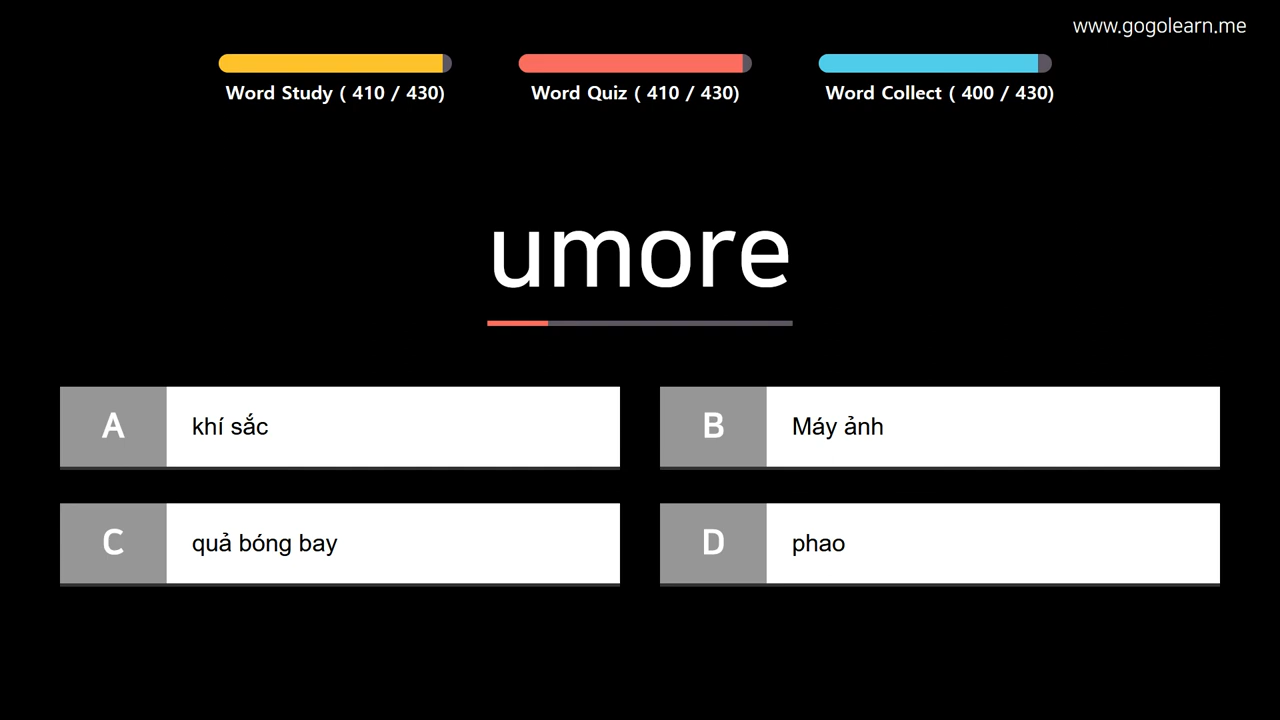 www.gogolearn.me
Word Study ( 410 / 430)
Word Quiz ( 410 / 430)
Word Collect ( 400 / 430)
umore
A
khí sắc
B
Máy ảnh
C
quả bóng bay
D
phao